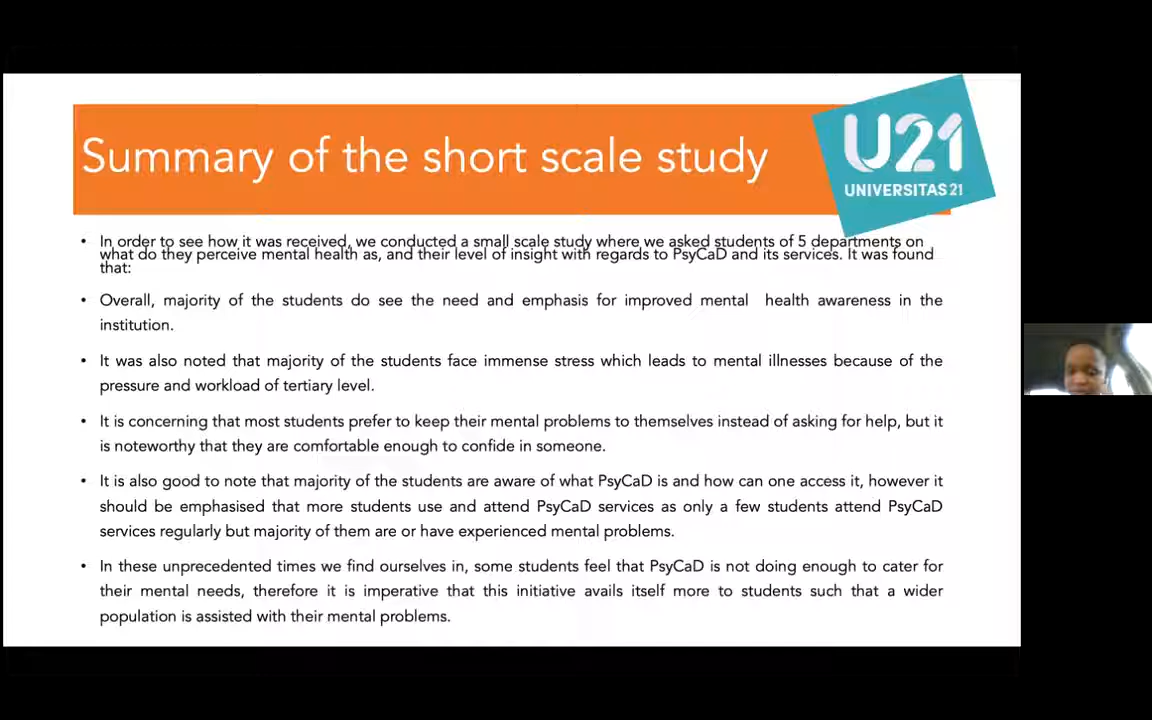 Summary of the short scale study
U21
UNIVERSITAS 21
• In order to see how it was received, we conducted a small scale study where we asked students of 5 departments on
what do they perceive mental health as, and their level of insight with regards to PsyCaD and its services. It was found
that:
• Overall, majority of the students do see the need and emphasis for improved mental health awareness in the
institution.
• It was also noted that majority of the students face immense stress which leads to mental illnesses because of the
pressure and workload of tertiary level.
• It is concerning that most students prefer to keep their mental problems to themselves instead of asking for help, but it
is noteworthy that they are comfortable enough to confide in someone.
• It is also good to note that majority of the students are aware of what PsyCaD is and how can one access it, however it
should be emphasised that more students use and attend PsyCaD services as only a few students attend PsyCaD
services regularly but majority of them are or have experienced mental problems.
• In these unprecedented times we find ourselves in, some students feel that PsyCaD is not doing enough to cater for
their mental needs, therefore it is imperative that this initiative avails itself more to students such that a wider
population is assisted with their mental problems.